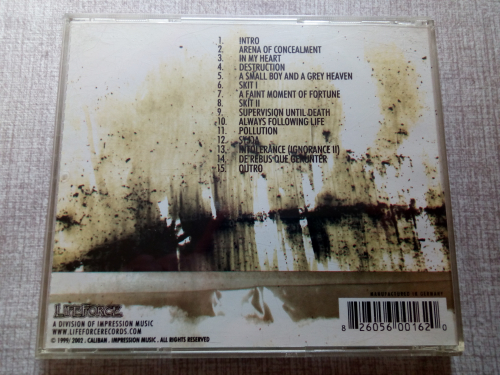 1. INTRO
2. ARENA OF CONCEALMENT
3. IN MY HEART
4. DESTRUCTION
5. A SMALL BOY AND A GREY HEAVEN
6. SKIT I
7. A FAINT MOMENT OF FORTUNE
8. SKIT II
9. SUPERVISION UNTIL DEATH
10. ALWAYS FOLLOWING LIFE
11. POLLUTION
12.
13. INTOLERANCE (IGNORANCE II)
14. DE REBUS QUE GERUNTER
15. OUTRO
LIFEFORCE
A DIVISION OF IMPRESSION MUSIC
WWW.LIFEFORCERECORDS.COM
© 1999/ 2002 . CALIBAN . IMPRESSION MUSIC . ALL RIGHTS RESERVED
MANUFACTURED IN GERMANY
8 26056 00162 0